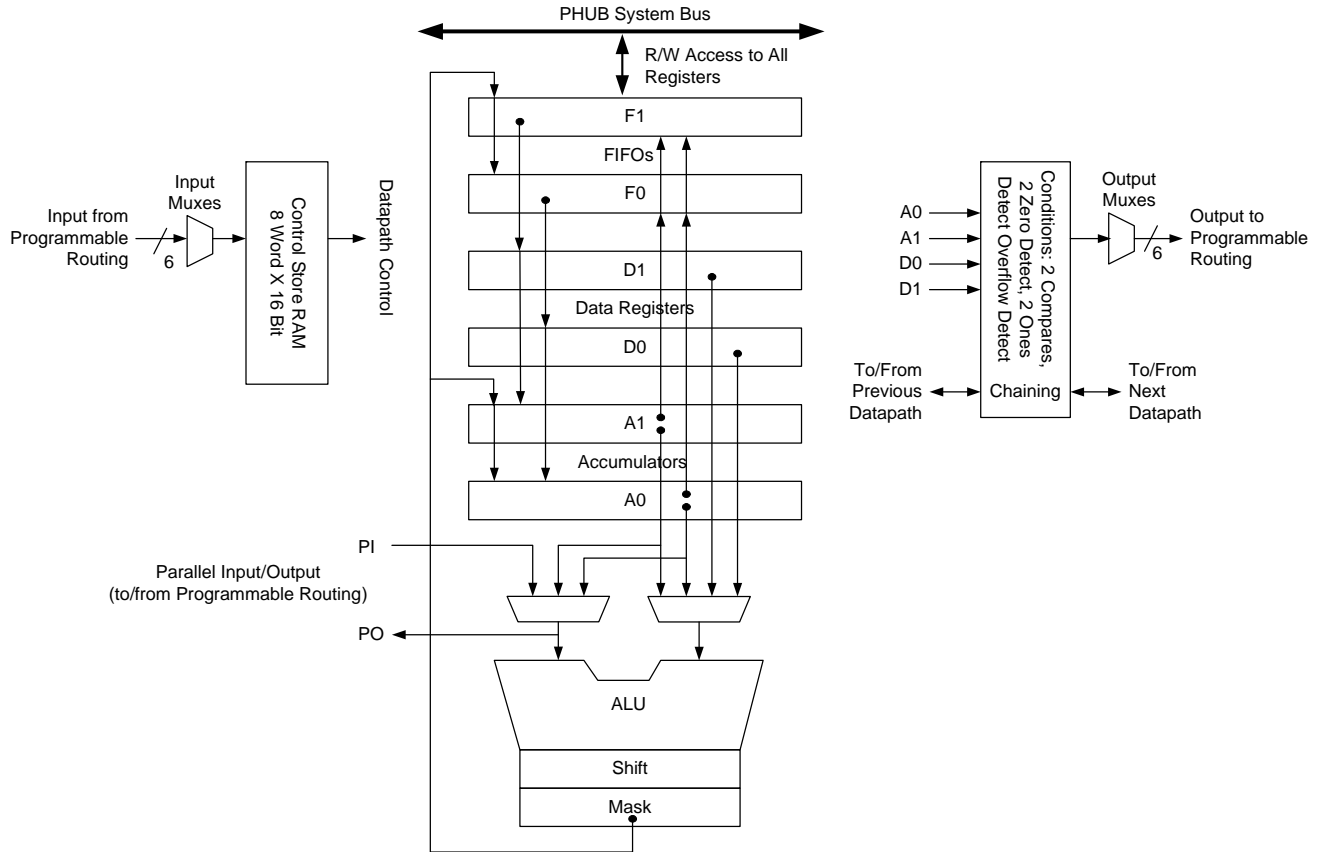 PHUB System Bus
R/W Access to All
Registers
F1
FIFOs
F0
D1
Data Registers
D0
A1
Accumulators
A0
Input from
Programmable
Routing
6
Input
Muxes
Control Store RAM
8 Word X 16 Bit
Datapath Control
PI
Parallel Input/Output
(to/from Programmable Routing)
PO
ALU
Shift
Mask
A0
A1
D0
D1
Conditions: 2 Compares,
2 Zero Detect, 2 Ones
Detect Overflow Detect
Chaining
To/From
Previous
Datapath
To/From
Next
Datapath
Output
Muxes
6
Output to
Programmable
Routing